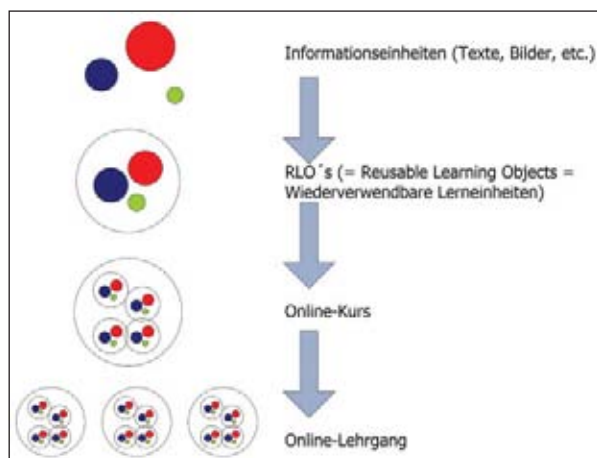 Informationseinheiten (Texte, Bilder, etc.)
RLO´s (= Reusable Learning Objects =
Wiederverwendbare Lerneinheiten)
Online-Kurs
Online-Lehrgang